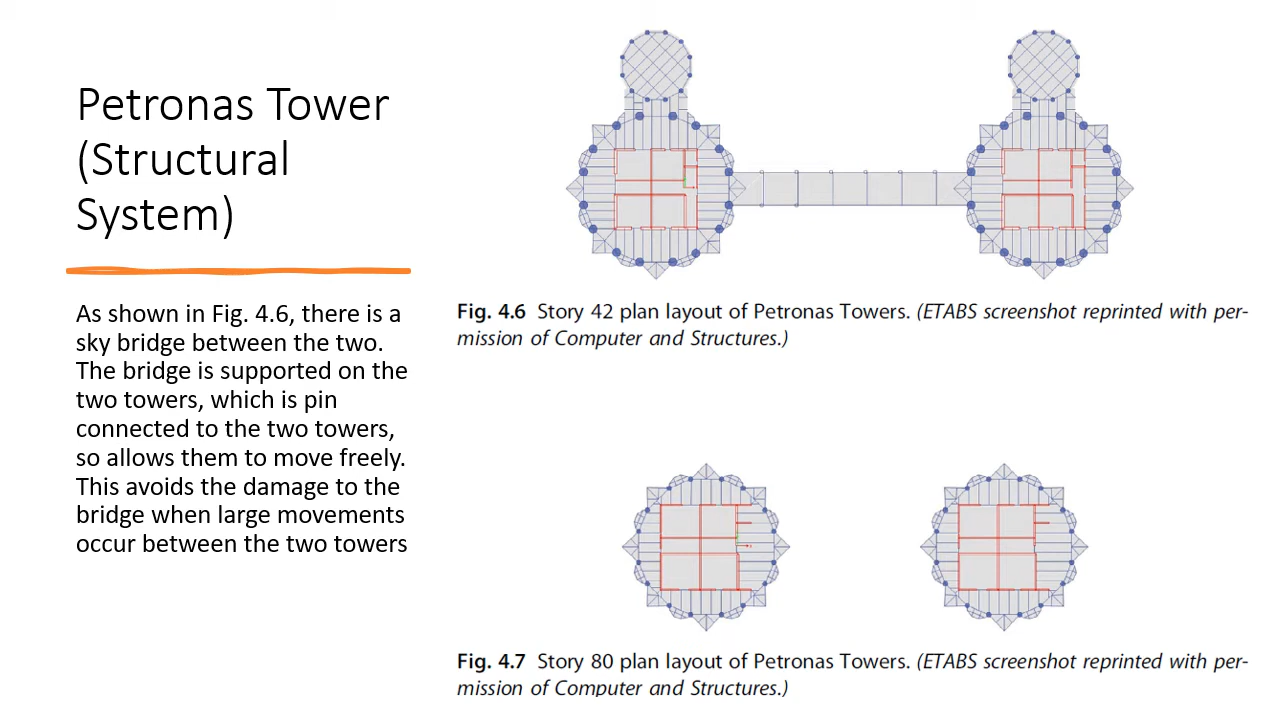 Petronas Tower
(Structural
System)
As shown in Fig. 4.6, there is a
sky bridge between the two.
The bridge is supported on the
two towers, which is pin
connected to the two towers,
so allows them to move freely.
This avoids the damage to the
bridge when large movements
occur between the two towers
Fig. 4.6 Story 42 plan layout of Petronas Towers. (ETABS screenshot reprinted with per-
mission of Computer and Structures.)
Fig. 4.7 Story 80 plan layout of Petronas Towers. (ETABS screenshot reprinted with per-
mission of Computer and Structures.)